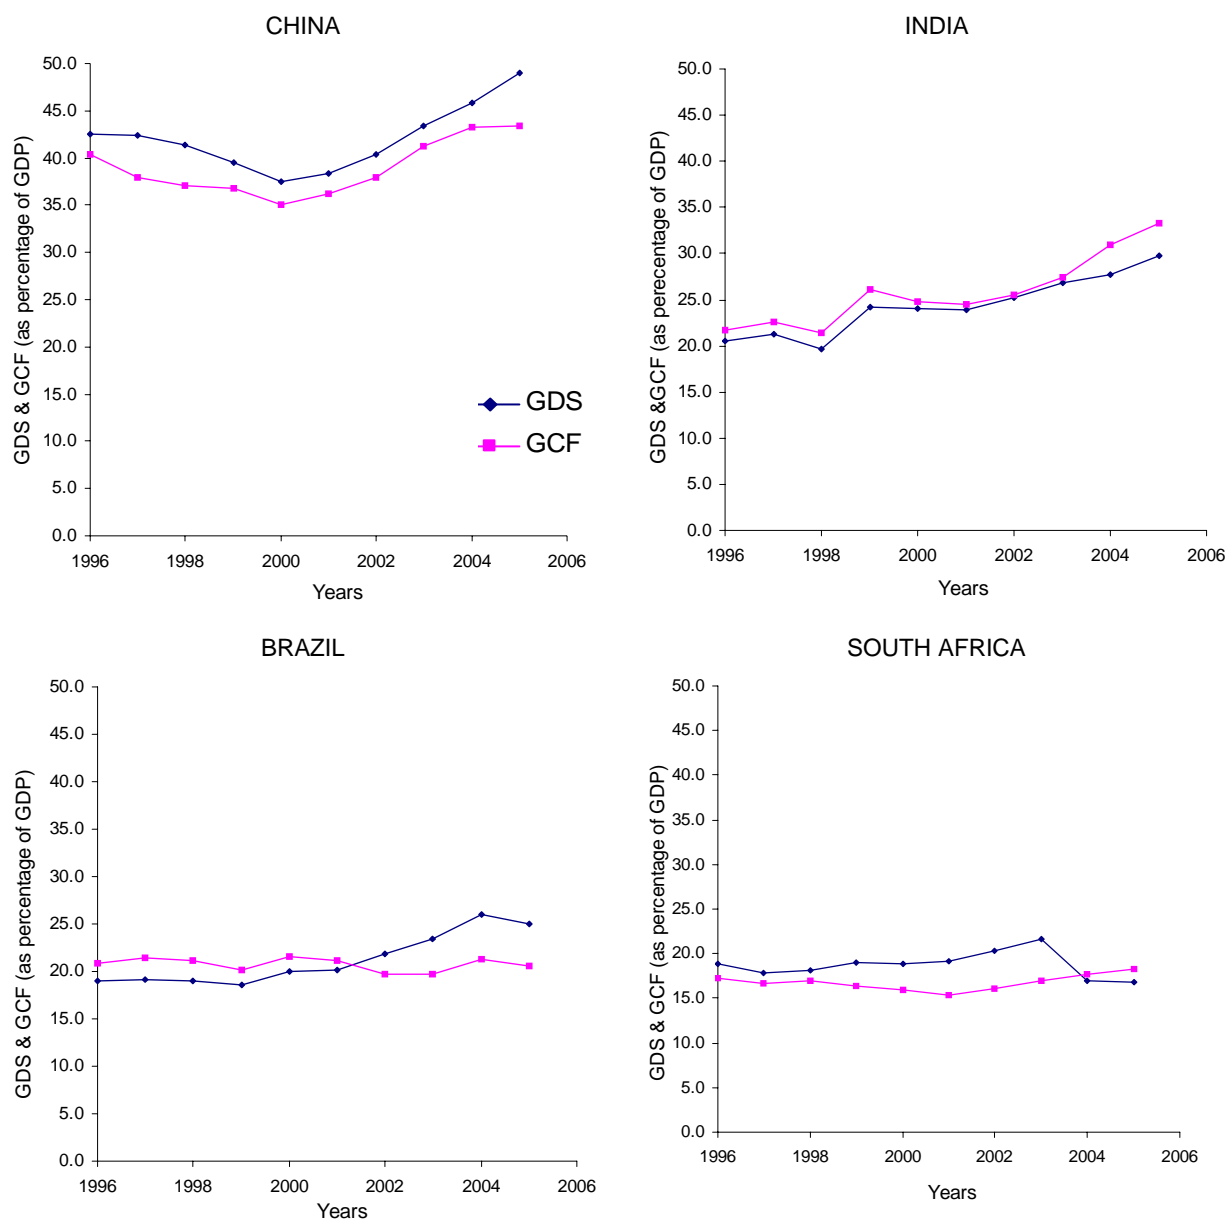 CHINA
GDS & GCF (as percentage of GDP)
50.0
45.0
40.0
35.0
30.0
25.0
20.0
15.0
10.0
5.0
0.0
GDS
GCF
1996 1998 2000 2002 2004 2006
Years
INDIA
GDS &GCF (as perecentage of GDP)
50.0
45.0
40.0
35.0
30.0
25.0
20.0
15.0
10.0
5.0
0.0
1996 1998 2000 2002 2004 2006
Years
BRAZIL
GDS & GCF (as percentage of GDP)
50.0
45.0
40.0
35.0
30.0
25.0
20.0
15.0
10.0
5.0
0.0
1996 1998 2000 2002 2004 2006
Years
SOUTH AFRICA
GDS & GCF (as percentage of GDP)
50.0
45.0
40.0
35.0
30.0
25.0
20.0
15.0
10.0
5.0
0.0
1996 1998 2000 2002 2004 2006
Years